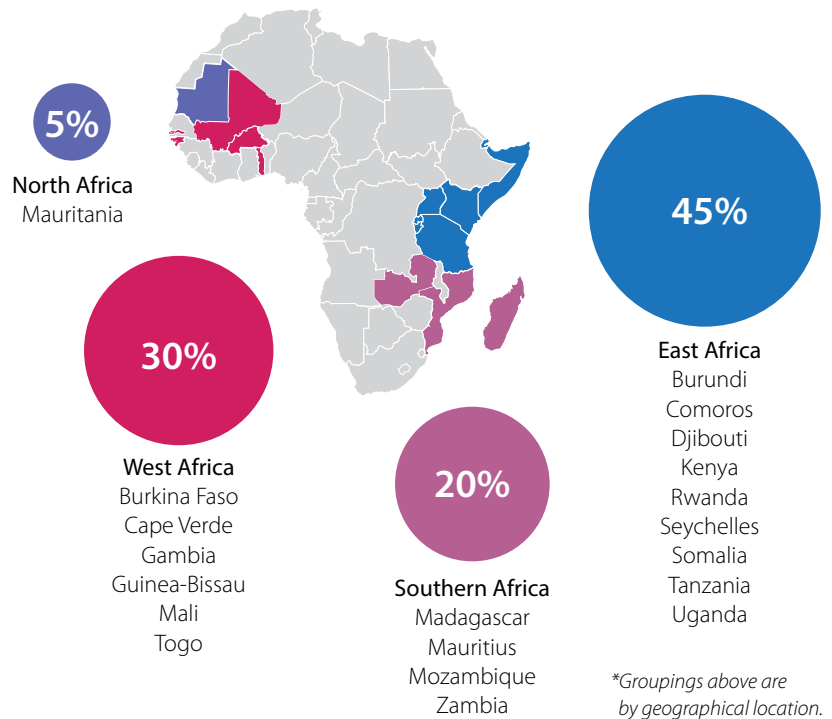 5%
North Africa
Mauritania
30%
West Africa
Burkina Faso
Cape Verde
Gambia
Guinea-Bissau
Mali
Togo
20%
Southern Africa
Madagascar
Mauritius
Mozambique
Zambia
45%
East Africa
Burundi
Comoros
Djibouti
Kenya
Rwanda
Seychelles
Somalia
Tanzania
Uganda
*Groupings above are
by geographical location.